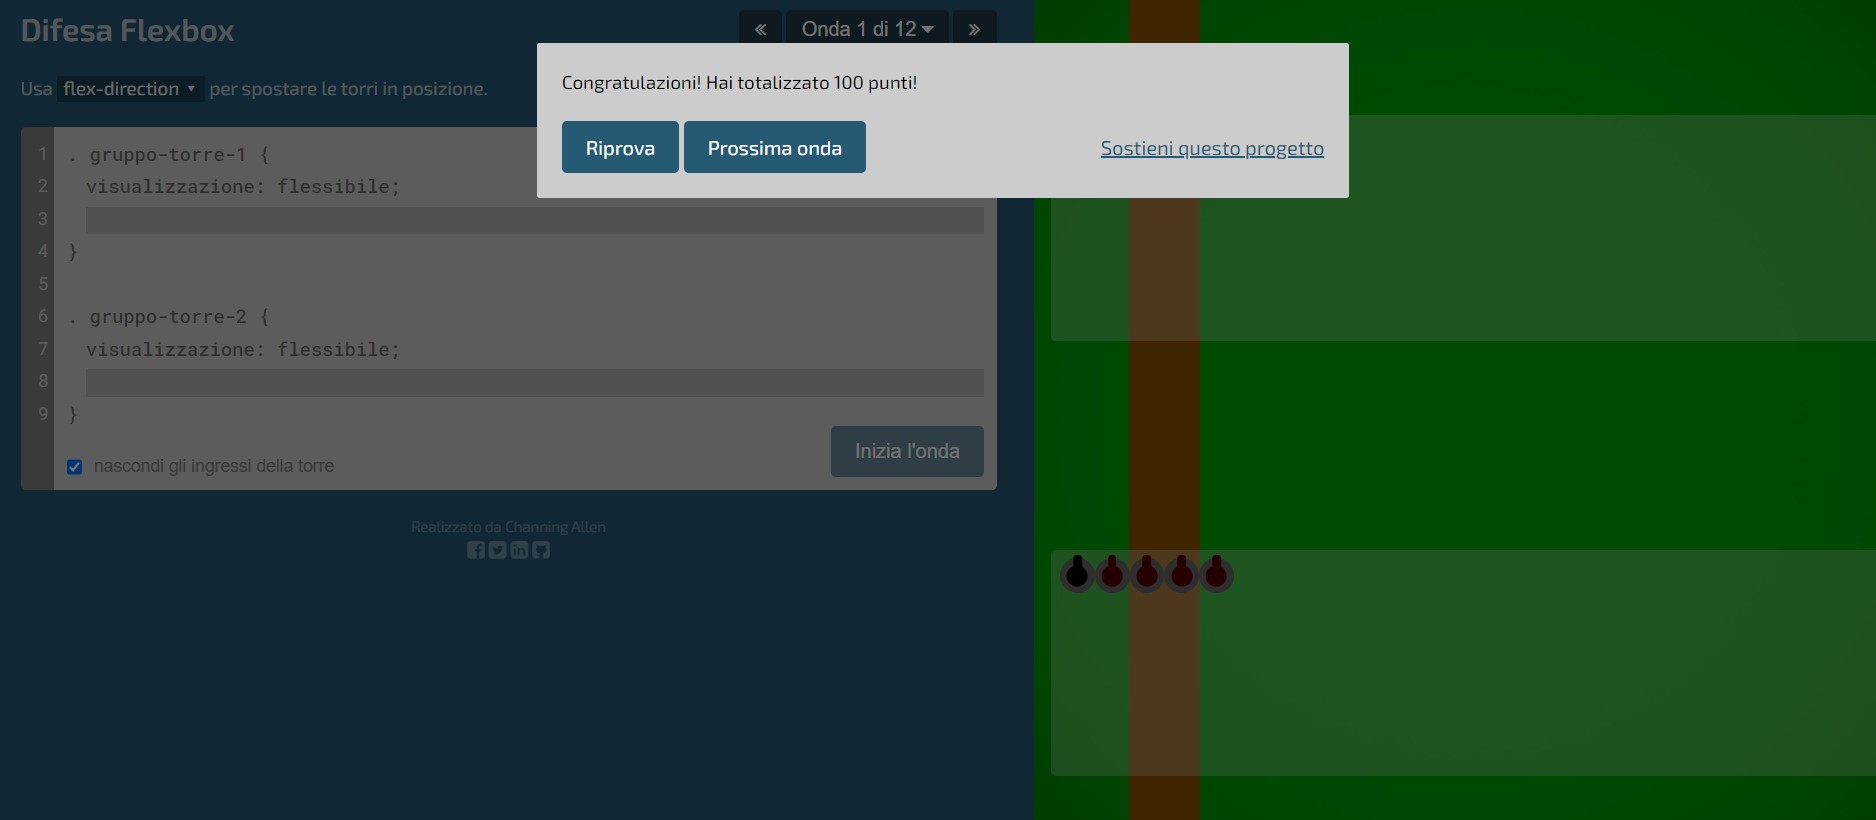 Difesa Flexbox
« Onda 1 di 12 »
Usa flex-direction per spostare le torri in posizione.
Congratulazioni! Hai totalizzato 100 punti!
Riprova Prossima onda Sostieni questo progetto
1 . gruppo-torre-1 {
2 visualizzazione: flessibile;
3
4 }
5
6 . gruppo-torre-2 {
7 visualizzazione: flessibile;
8
9 }
nascondi gli ingressi della torre
Inizia l'onda
Realizzato da Channing Allen